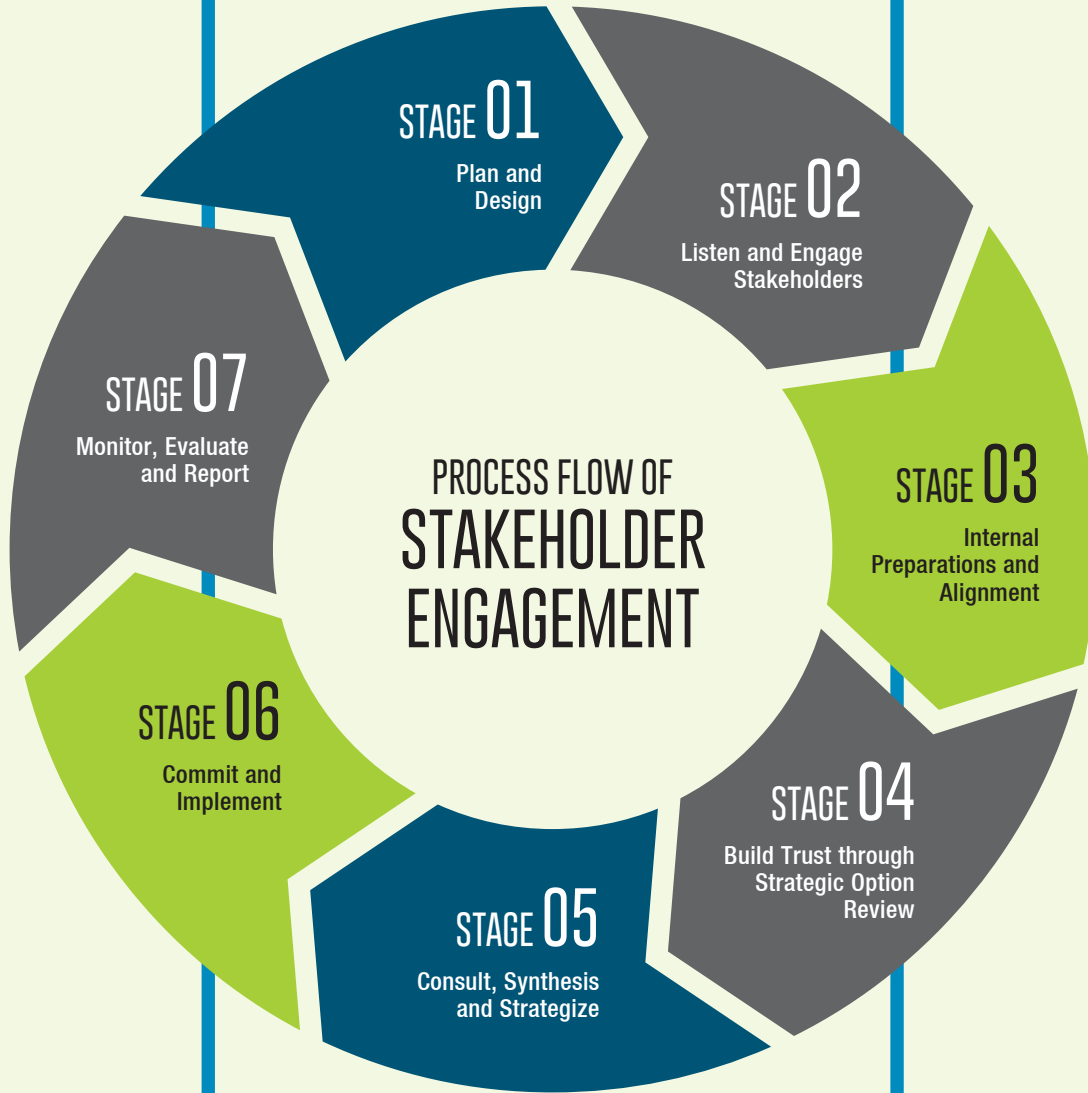 STAGE 01
Plan and
Design
STAGE 02
Listen and Engage
Stakeholders
STAGE 03
Internal
Preparations and
Alignment
STAGE 04
Build Trust through
Strategic Option
Review
STAGE 05
Consult, Synthesis
and Strategize
STAGE 06
Commit and
Implement
STAGE 07
Monitor, Evaluate
and Report
PROCESS FLOW OF
STAKEHOLDER
ENGAGEMENT